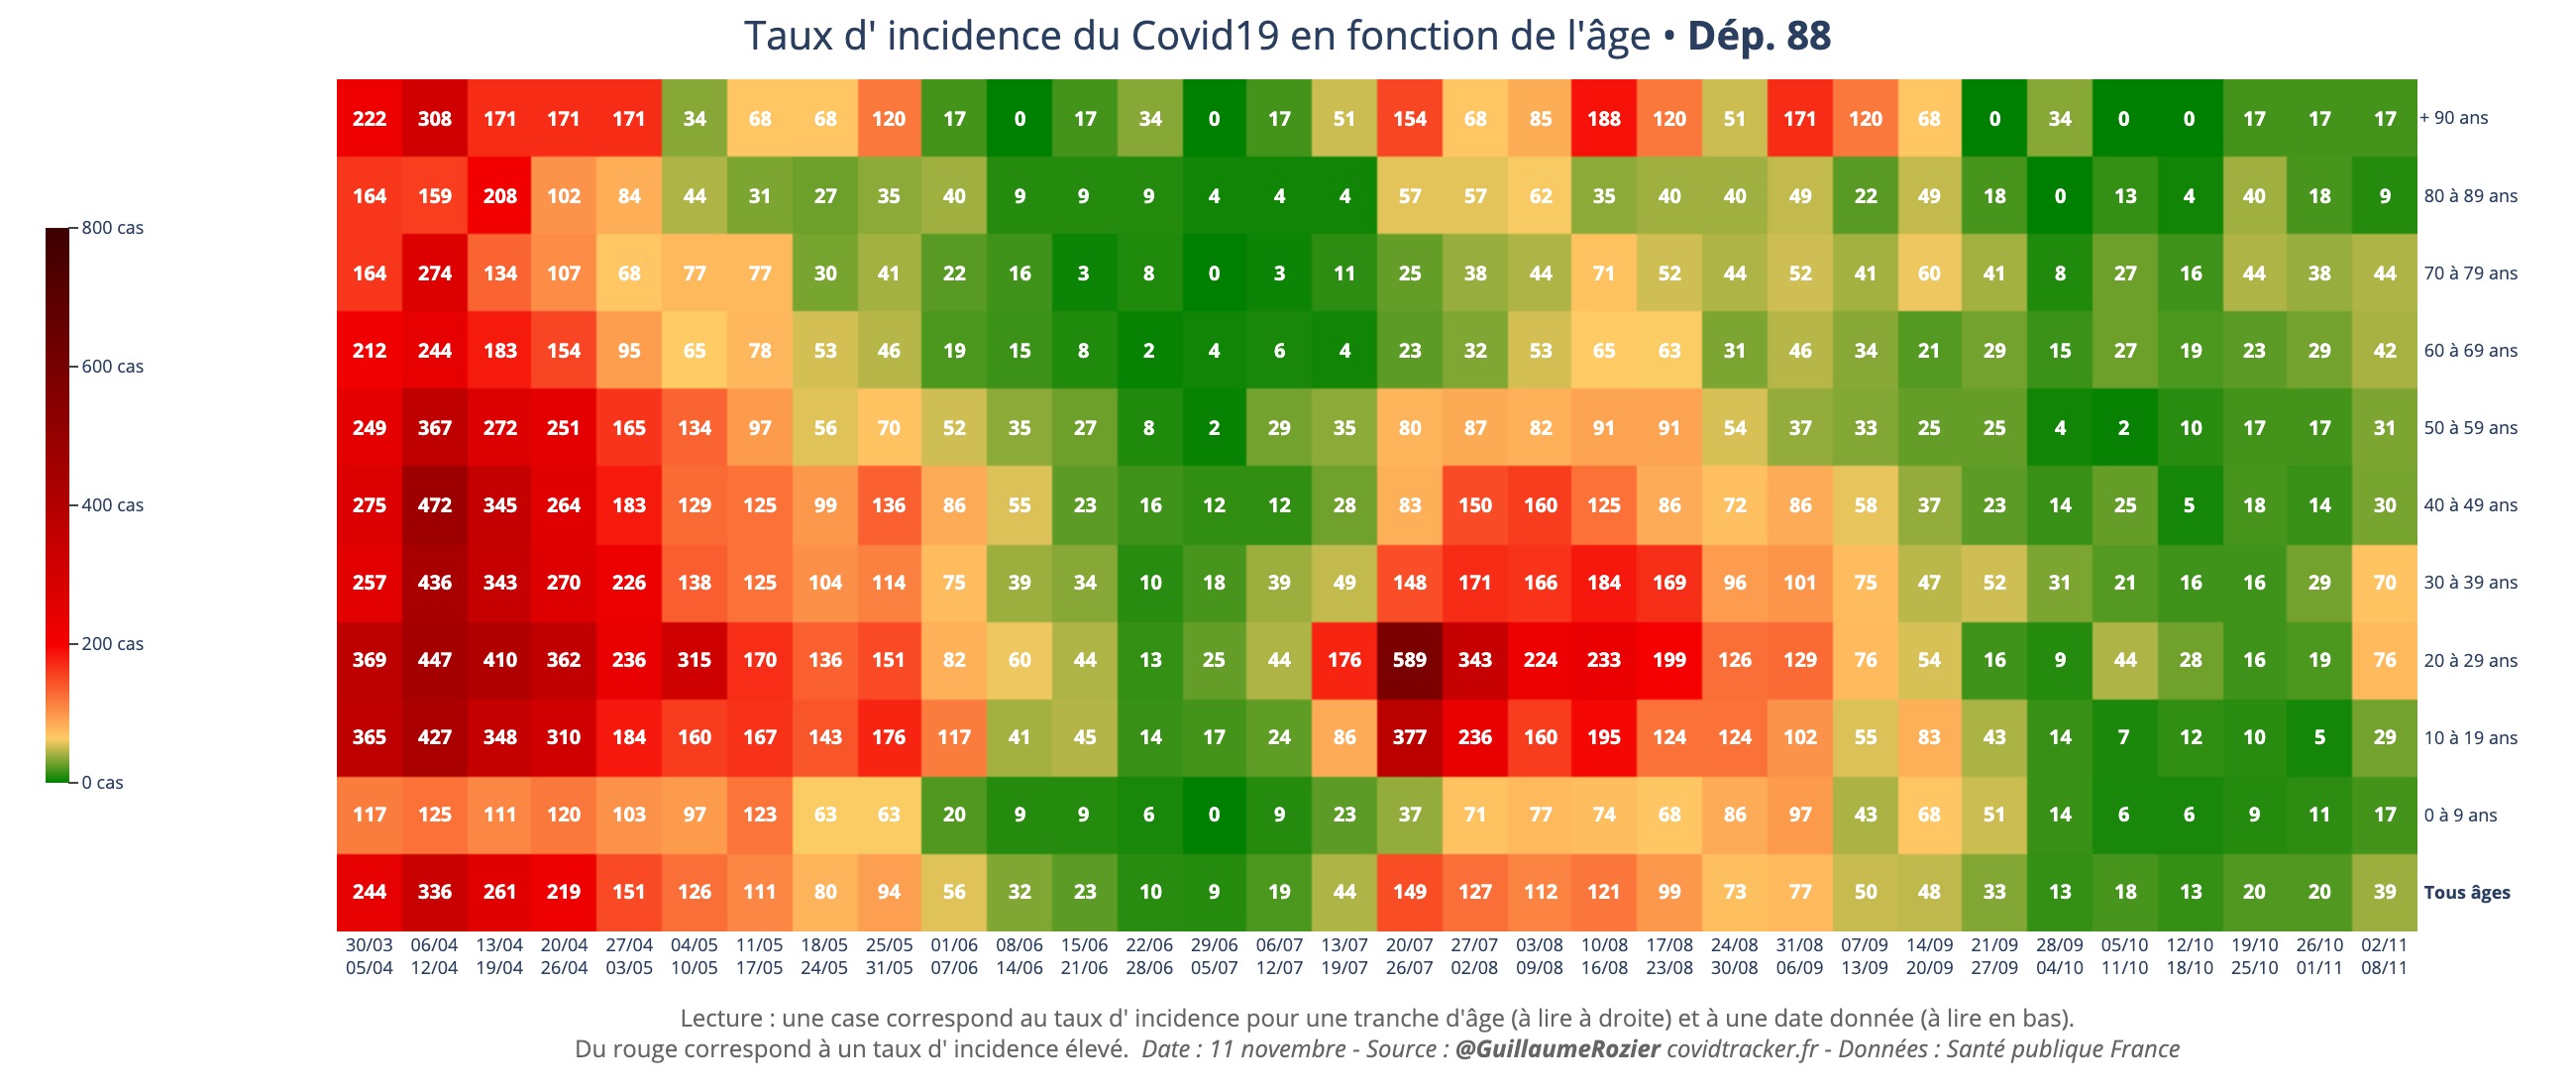 Taux d' incidence du Covid19 en fonction de l'âge • Dép. 88
800 cas
600 cas
400 cas
200 cas
0 cas
222 308 171 171 171 34 68 68 120 17 0 17 34 0 17 51 154 68 85 188 120 51 171 120 68 0 34 0 0 17 17 17 + 90 ans
164 159 208 102 84 44 31 27 35 40 9 9 9 4 4 4 57 57 62 35 40 40 49 22 49 18 0 13 4 40 18 9 80 à 89 ans
164 274 134 107 68 77 77 30 41 22 16 3 8 0 3 11 25 38 44 71 52 44 52 41 60 41 8 27 16 44 38 44 70 à 79 ans
212 244 183 154 95 65 78 53 46 19 15 8 2 4 6 4 23 32 53 65 63 31 46 34 21 29 15 27 19 23 29 42 60 à 69 ans
249 367 272 251 165 134 97 56 70 52 35 27 8 2 29 35 80 87 82 91 91 54 37 33 25 25 4 2 10 17 17 31 50 à 59 ans
275 472 345 264 183 129 125 99 136 86 55 23 16 12 12 28 83 150 160 125 86 72 86 58 37 23 14 25 5 18 14 30 40 à 49 ans
257 436 343 270 226 138 125 104 114 75 39 34 10 18 39 49 148 171 166 184 169 96 101 75 47 52 31 21 16 16 29 70 30 à 39 ans
369 447 410 362 236 315 170 136 151 82 60 44 13 25 44 176 589 343 224 233 199 126 129 76 54 16 9 44 28 16 19 76 20 à 29 ans
365 427 348 310 184 160 167 143 176 117 41 45 14 17 24 86 377 236 160 195 124 124 102 55 83 43 14 7 12 10 5 29 10 à 19 ans
117 125 111 120 103 97 123 63 63 20 9 9 6 0 9 23 37 71 77 74 68 86 97 43 68 51 14 6 6 9 11 17 0 à 9 ans
244 336 261 219 151 126 111 80 94 56 32 23 10 9 19 44 149 127 112 121 99 73 77 50 48 33 13 18 13 20 20 39 Tous âges
30/03 06/04 13/04 20/04 27/04 04/05 11/05 18/05 25/05 01/06 08/06 15/06 22/06 29/06 06/07 13/07 20/07 27/07 03/08 10/08 17/08 24/08 31/08 07/09 14/09 21/09 28/09 05/10 12/10 19/10 26/10 02/11
05/04 12/04 19/04 26/04 03/05 10/05 17/05 24/05 31/05 07/06 14/06 21/06 28/06 05/07 12/07 19/07 26/07 02/08 09/08 16/08 23/08 30/08 06/09 13/09 20/09 27/09 04/10 11/10 18/10 25/10 01/11 08/11
Lecture : une case correspond au taux d' incidence pour une tranche d'âge (à lire à droite) et à une date donnée (à lire en bas).
Du rouge correspond à un taux d' incidence élevé. Date : 11 novembre - Source : @GuillaumeRozier covidtracker.fr - Données : Santé publique France